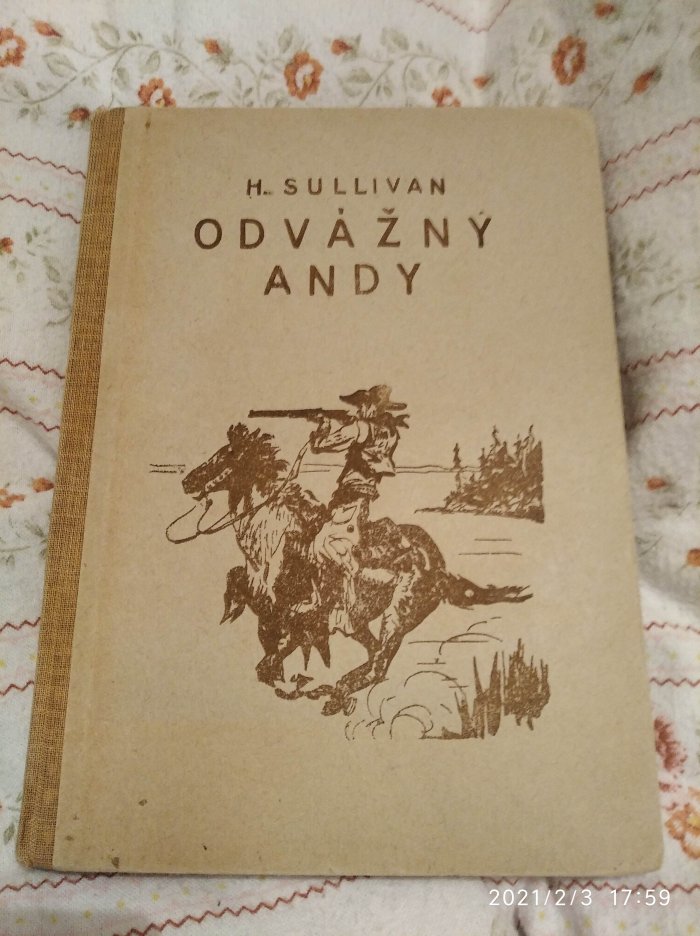 H. SULLIVAN
ODVÁŽNÝ
ANDY
2021/2/3 17:59